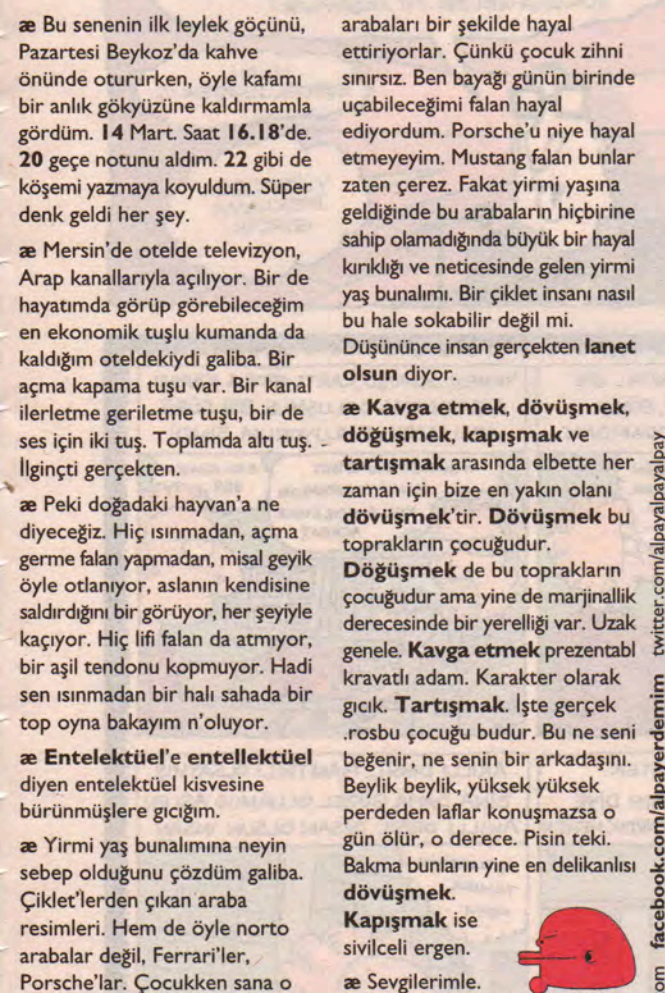 æ Bu senenin ilk leylek göçünü,
Pazartesi Beykoz'da kahve
önünde otururken, öyle kafamı
bir anlık gökyüzüne kaldırmamla
gördüm. 14 Mart. Saat 16.18'de.
20 geçe notunu aldım. 22 gibi de
köşemi yazmaya koyuldum. Süper
denk geldi her şey.
æ Mersin'de otelde televizyon,
Arap kanallarıyla açılıyor. Bir de
hayatımda görüp görebileceğim
en ekonomik tuşlu kumanda da
kaldığım oteldekiydi galiba. Bir
açma kapama tuşu var. Bir kanal
ilerletme geriletme tuşu, bir de
ses için iki tuş. Toplamda altı tuş.
İlginçti gerçekten.
æ Peki doğadaki hayvan'a ne
diyeceğiz. Hiç ısınmadan, açma
germe falan yapmadan, misal geyik
öyle otlanıyor, aslanın kendisine
saldırdığını bir görüyor, her şeyiyle
kaçıyor. Hiç lifi falan da atmıyor,
bir aşil tendonu kopmuyor. Hadi
sen ısınmadan bir halı sahada bir
top oyna bakayım n'oluyor.
æ Entelektüel'e entellektüel
diyen entelektüel kisvesine
bürünmüşlere gıcığım.
æ Yirmi yaş bunalımına neyin
sebep olduğunu çözdüm galiba.
Çiklet'lerden çıkan araba
resimleri. Hem de öyle norto
arabalar değil, Ferrari'ler,
Porsche'lar. Çocukken sana o
arabaları bir şekilde hayal
ettiriyorlar. Çünkü çocuk zihni
sınırsız. Ben bayağı günün birinde
uçabileceğimi falan hayal
ediyordum. Porsche'u niye hayal
etmeyeyim. Mustang falan bunlar
zaten çerez. Fakat yirmi yaşına
geldiğinde bu arabaların hiçbirine
sahip olamadığında büyük bir hayal
kırıklığı ve neticesinde gelen yirmi
yaş bunalımı. Bir çiklet insanı nasıl
bu hale sokabilir değil mi.
Düşününce insan gerçekten lanet
olsun diyor.
æ Kavga etmek, dövüşmek,
döğüşmek, kapışmak ve
tartışmak arasında elbette her
zaman için bize en yakın olanı
dövüşmek'tir. Dövüşmek bu
toprakların çocuğudur.
Döğüşmek de bu toprakların
çocuğudur ama yine de marjinallik
derecesinde bir yerelliği var. Uzak
genele. Kavga etmek prezentabl
kravatlı adam. Karakter olarak
gıcık. Tartışmak. İşte gerçek
.rosbu çocuğu budur. Bu ne seni
beğenir, ne senin bir arkadaşını.
Beylik beylik, yüksek yüksek
perdeden laflar konuşmazsa o
gün ölür, o derece. Pisin teki.
Bakma bunların yine en delikanlısı
dövüşmek.
Kapışmak ise
sivilceli ergen.
æ Sevgilerimle.
om facebook.com/alpayerdemim twitter.com/alpayalpayalpay